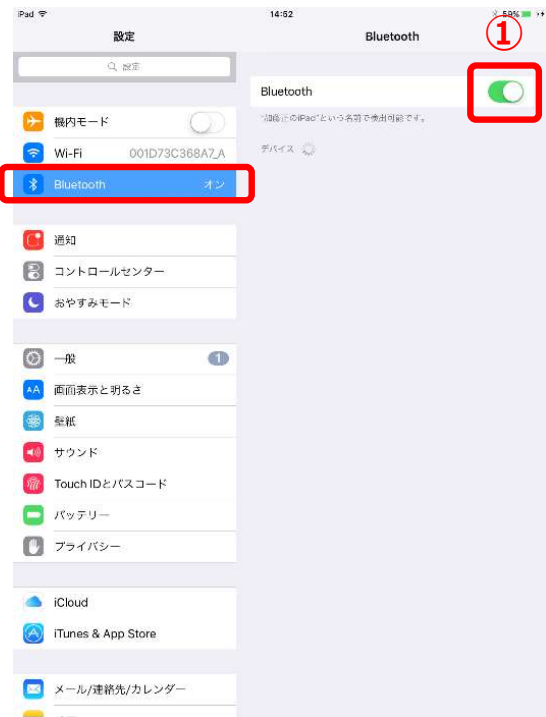 iPad
14:52
59%
設定
Bluetooth
①
設定
Bluetooth
機内モード
Wi-Fi 001D73C368A7_A
デバイス
Bluetooth オン
通知
コントロールセンター
おやすみモード
一般 1
AA 画面表示と明るさ
壁紙
サウンド
Touch IDとパスコード
バッテリー
プライバシー
iCloud
iTunes & App Store
メール/連絡先/カレンダー